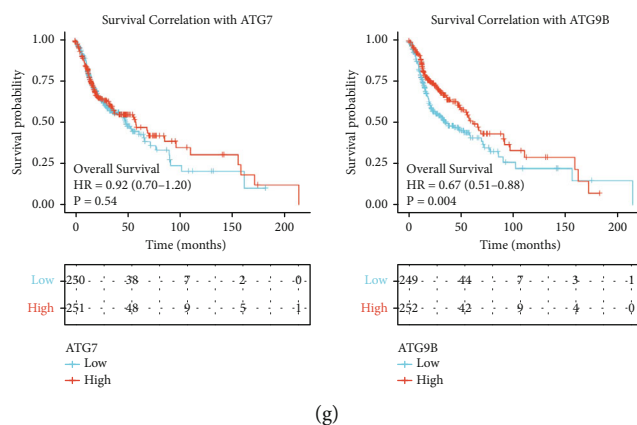 Survival Correlation with ATG7
1.00
0.75
0.50
0.25
0.00
Survival probability
Overall Survival
HR = 0.92 (0.70–1.20)
P = 0.54
0 50 100 150 200
Time (months)
Low 250 38 7 2 0
High 251 48 9 5 1
ATG7
Low
High
Survival Correlation with ATG9B
1.00
0.75
0.50
0.25
0.00
Survival probability
Overall Survival
HR = 0.67 (0.51–0.88)
P = 0.004
0 50 100 150 200
Time (months)
Low 249 44 7 3 1
High 252 42 9 4 0
ATG9B
Low
High
(g)